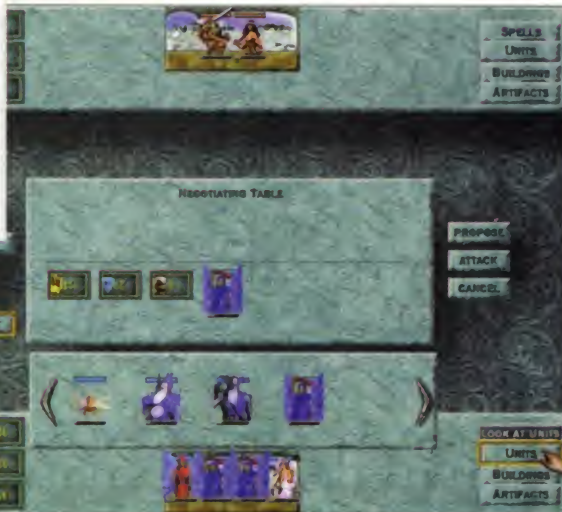 SPELLS
UNITS
BUILDINGS
ARTIFACTS
NEGOTIATING TABLE
PROPOSE
ATTACK
CANCEL
LOOK AT UNITS
UNITS
BUILDINGS
ARTIFACTS